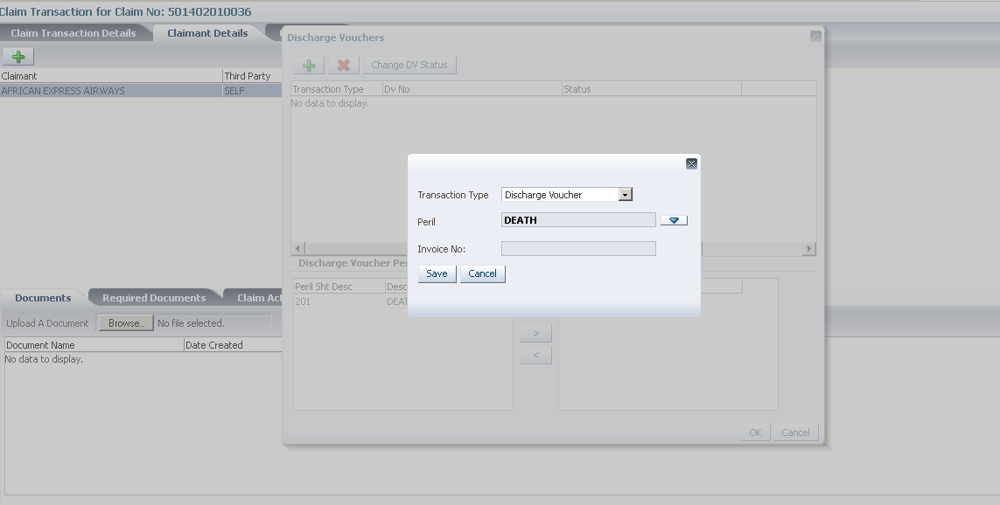 Claim Transaction for Claim No: 501402010036
Claim Transaction Details
Claimant Details
Claimant
Third Party
AFRICAN EXPRESS AIRWAYS
SELF
Discharge Vouchers
Change DV Status
Transaction Type
Dv No
Status
No data to display.
Transaction Type
Discharge Voucher
Peril
DEATH
Invoice No:
Save
Cancel
Discharge Voucher Per
Peril Sht Desc
Desc
201
DEAT
>
<
OK
Cancel
Documents
Required Documents
Claim Act
Upload A Document
Browse...
No file selected.
Document Name
Date Created
No data to display.